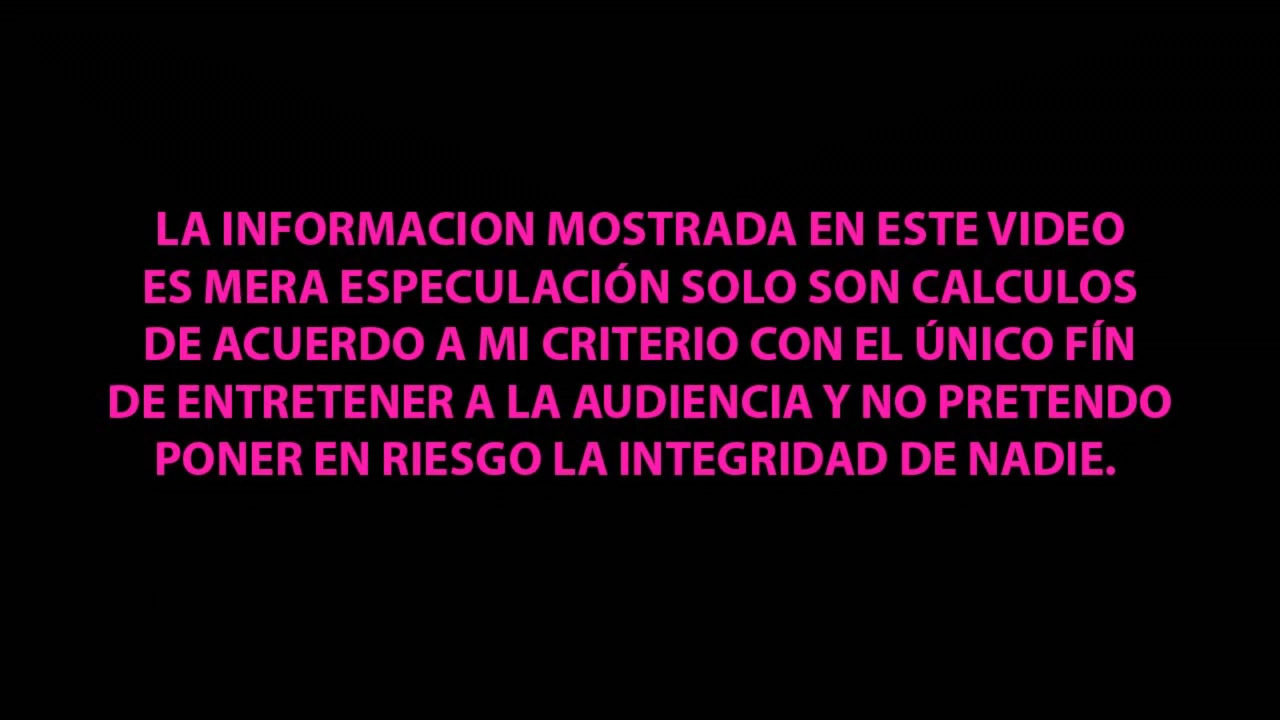 LA INFORMACION MOSTRADA EN ESTE VIDEO
ES MERA ESPECULACIÓN SOLO SON CALCULOS
DE ACUERDO A MI CRITERIO CON EL ÚNICO FÍN
DE ENTRETENER A LA AUDIENCIA Y NO PRETENDO
PONER EN RIESGO LA INTEGRIDAD DE NADIE.